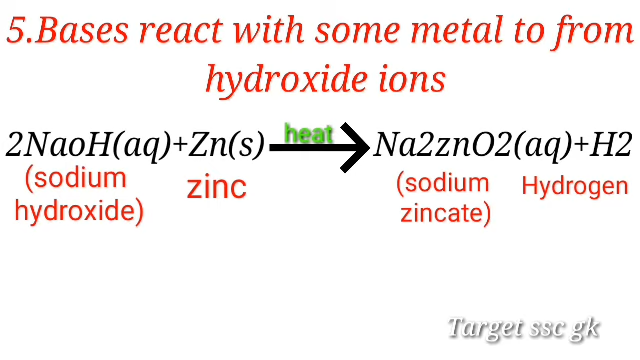 5.Bases react with some metal to from
hydroxide ions
heat
2NaoH(aq)+Zn(s) Na2znO2(aq)+H2
(sodium hydroxide) zinc (sodium zincate) Hydrogen
Target ssc gk